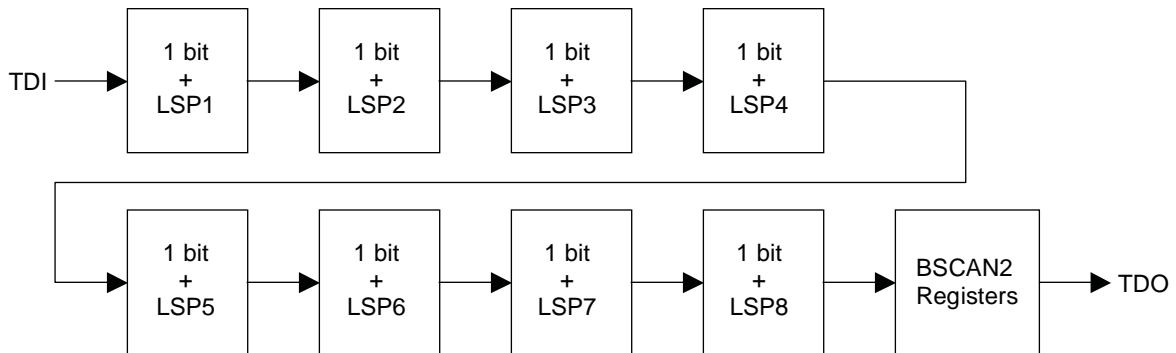 TDI
1 bit
+
LSP1
1 bit
+
LSP2
1 bit
+
LSP3
1 bit
+
LSP4
1 bit
+
LSP5
1 bit
+
LSP6
1 bit
+
LSP7
1 bit
+
LSP8
BSCAN2
Registers
TDO